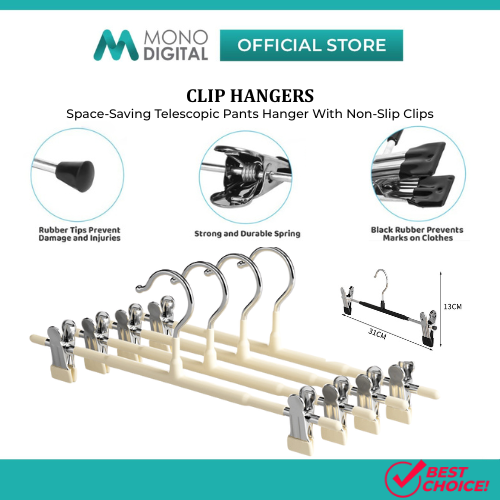 MONO
DIGITAL
OFFICIAL STORE
CLIP HANGERS
Space-Saving Telescopic Pants Hanger With Non-Slip Clips
Rubber Tips Prevent
Damage and Injuries
Strong and Durable Spring
Black Rubber Prevents
Marks on Clothes
13CM
31CM
BEST
CHOICE!